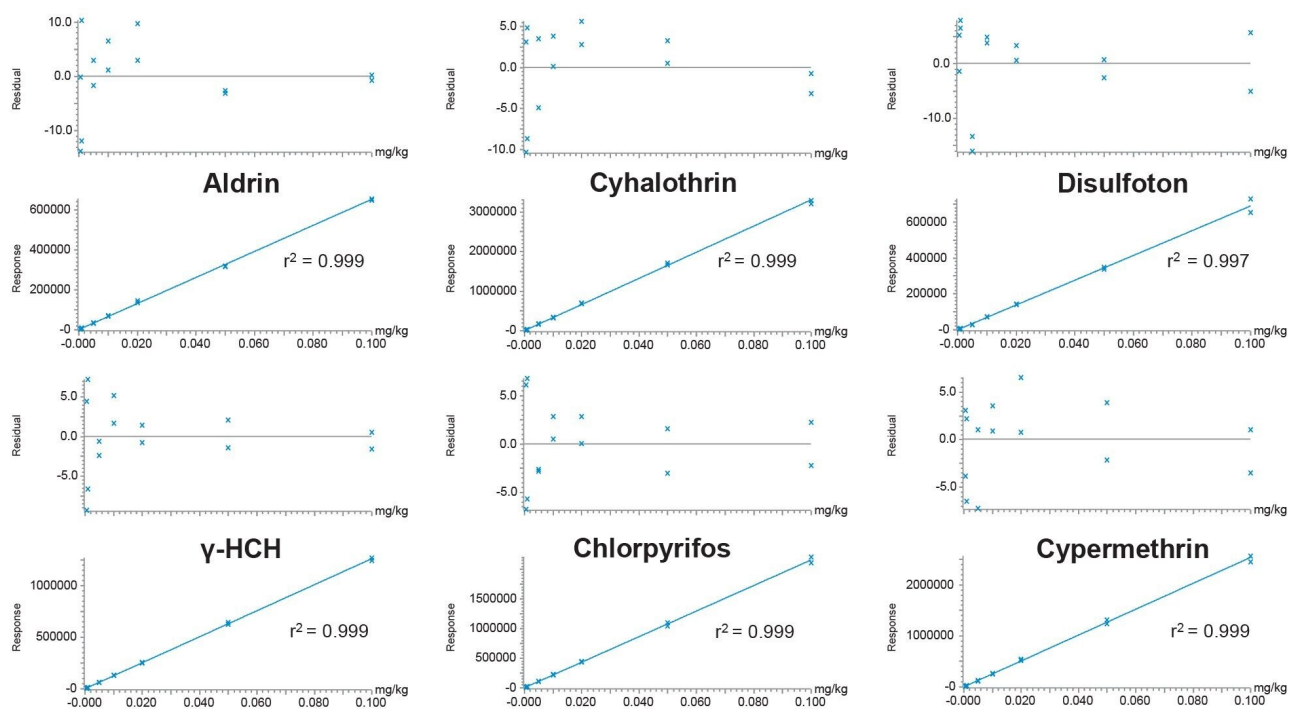 10.0
0.0
-10.0
Residual
mg/kg
5.0
0.0
-5.0
-10.0
Residual
mg/kg
0.0
-10.0
Residual
mg/kg
Aldrin
600000
400000
200000
-0
Response
r² = 0.999
mg/kg
-0.000 0.020 0.040 0.060 0.080 0.100
Cyhalothrin
3000000
2000000
1000000
-0
Response
r² = 0.999
mg/kg
-0.000 0.020 0.040 0.060 0.080 0.100
Disulfoton
600000
400000
200000
-0
Response
r² = 0.997
mg/kg
-0.000 0.020 0.040 0.060 0.080 0.100
5.0
0.0
-5.0
Residual
mg/kg
5.0
0.0
-5.0
Residual
mg/kg
5.0
0.0
-5.0
Residual
mg/kg
γ-HCH
1000000
500000
-0
Response
r² = 0.999
mg/kg
-0.000 0.020 0.040 0.060 0.080 0.100
Chlorpyrifos
1500000
1000000
500000
-0
Response
r² = 0.999
mg/kg
-0.000 0.020 0.040 0.060 0.080 0.100
Cypermethrin
2000000
1000000
-0
Response
r² = 0.999
mg/kg
-0.000 0.020 0.040 0.060 0.080 0.100